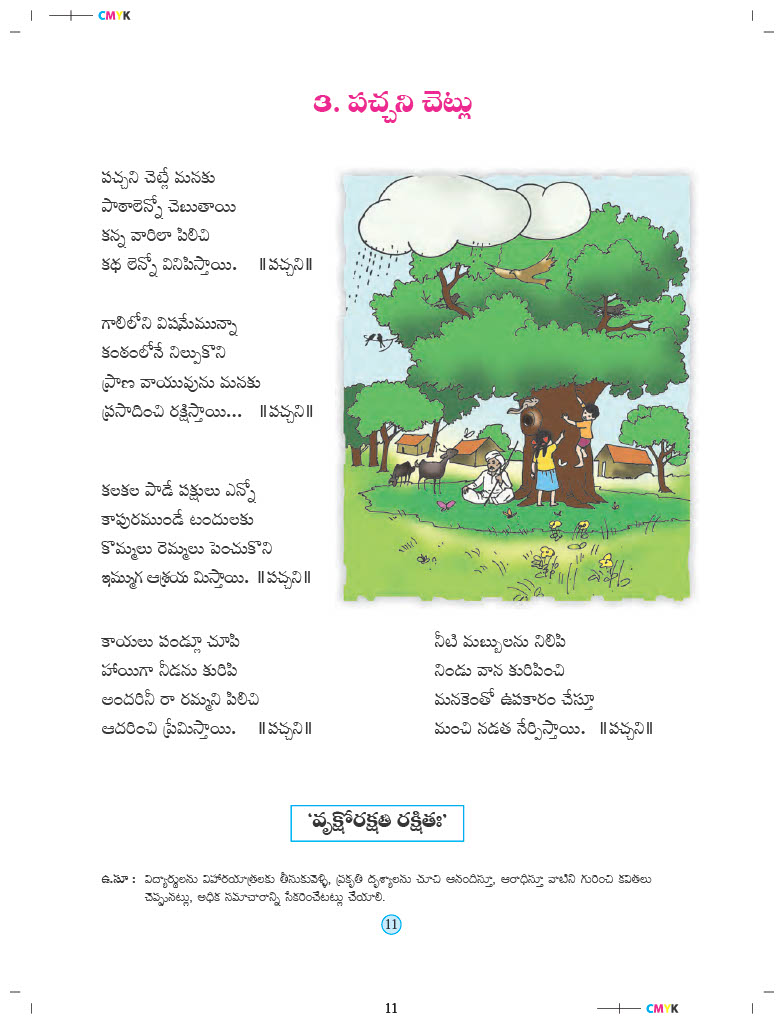 CMYK
3. పచ్చని చెట్లు
పచ్చని చెట్లే మనకు
పాఠాలెన్నో చెబుతాయి
కన్న వారిలా పిలిచి
కథ లెన్నో వినిపిస్తాయి. ॥పచ్చని॥
గాలిలోని విషమేమున్నా
కంఠంలోనే నిల్పుకొని
ప్రాణ వాయువును మనకు
ప్రసాదించి రక్షిస్తాయి... ॥పచ్చని॥
కలకల పాడే పక్షులు ఎన్నో
కాపురముండే టందులకు
కొమ్మలు రెమ్మలు పెంచుకొని
ఇమ్ముగ ఆశ్రయ మిస్తాయి. ॥పచ్చని॥
కాయలు పండ్లూ చూపి
హాయిగా నీడను కురిపి
అందరినీ రా రమ్మని పిలిచి
ఆదరించి ప్రేమిస్తాయి. ॥పచ్చని॥
నీటి మబ్బులను నిలిపి
నిండు వాన కురిపించి
మనకెంతో ఉపకారం చేస్తూ
మంచి నడత నేర్పిస్తాయి. ॥పచ్చని॥
‘వృక్షోరక్షతి రక్షితః’
ఉ.సూ : విద్యార్థులను విహారయాత్రలకు తీసుకువెళ్ళి, ప్రకృతి దృశ్యాలను చూచి ఆనందిస్తూ, ఆరాధిస్తూ వాటిని గురించి కవితలు
చెప్పునట్లు, అధిక సమాచారాన్ని సేకరించేటట్లు చేయాలి.
11
11
CMYK